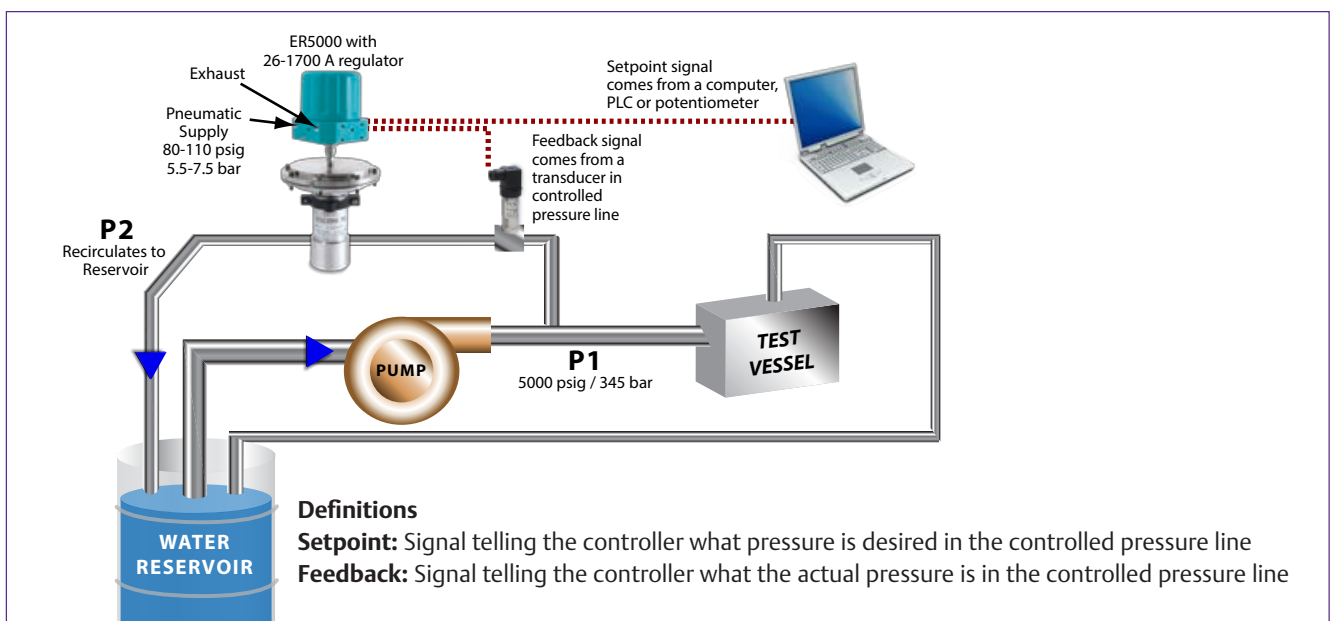 ER5000 with
26-1700 A regulator
Exhaust
Pneumatic
Supply
80-110 psig
5.5-7.5 bar
Setpoint signal
comes from a computer,
PLC or potentiometer
Feedback signal
comes from a
transducer in
controlled
pressure line
P2
Recirculates to
Reservoir
PUMP
P1
5000 psig / 345 bar
TEST
VESSEL
WATER
RESERVOIR
Definitions
Setpoint: Signal telling the controller what pressure is desired in the controlled pressure line
Feedback: Signal telling the controller what the actual pressure is in the controlled pressure line